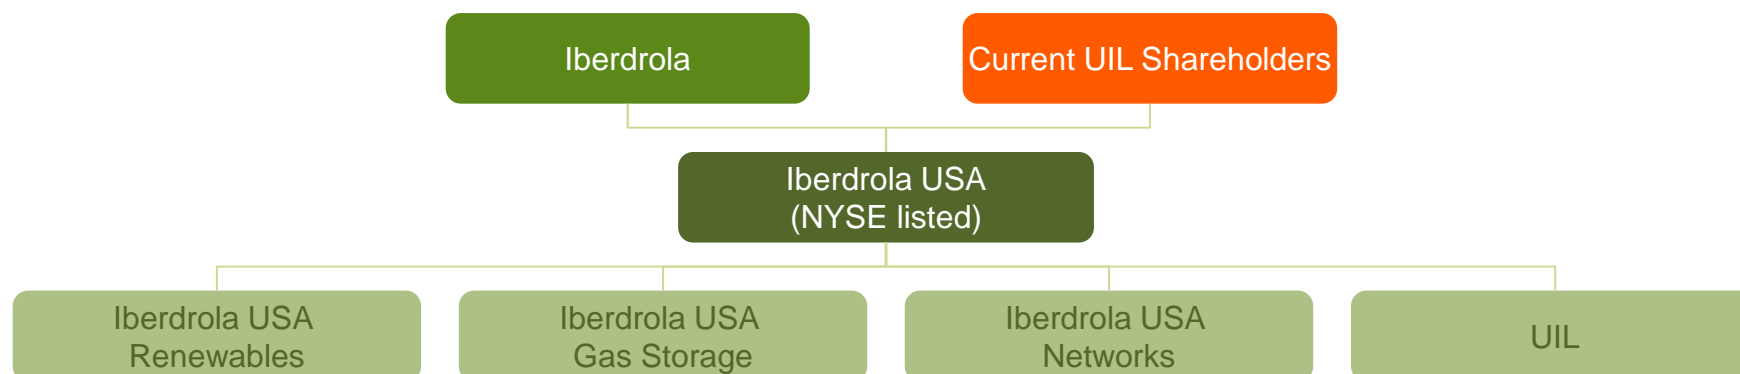 Iberdrola
Current UIL Shareholders
Iberdrola USA
(NYSE listed)
Iberdrola USA
Renewables
Iberdrola USA
Gas Storage
Iberdrola USA
Networks
UIL